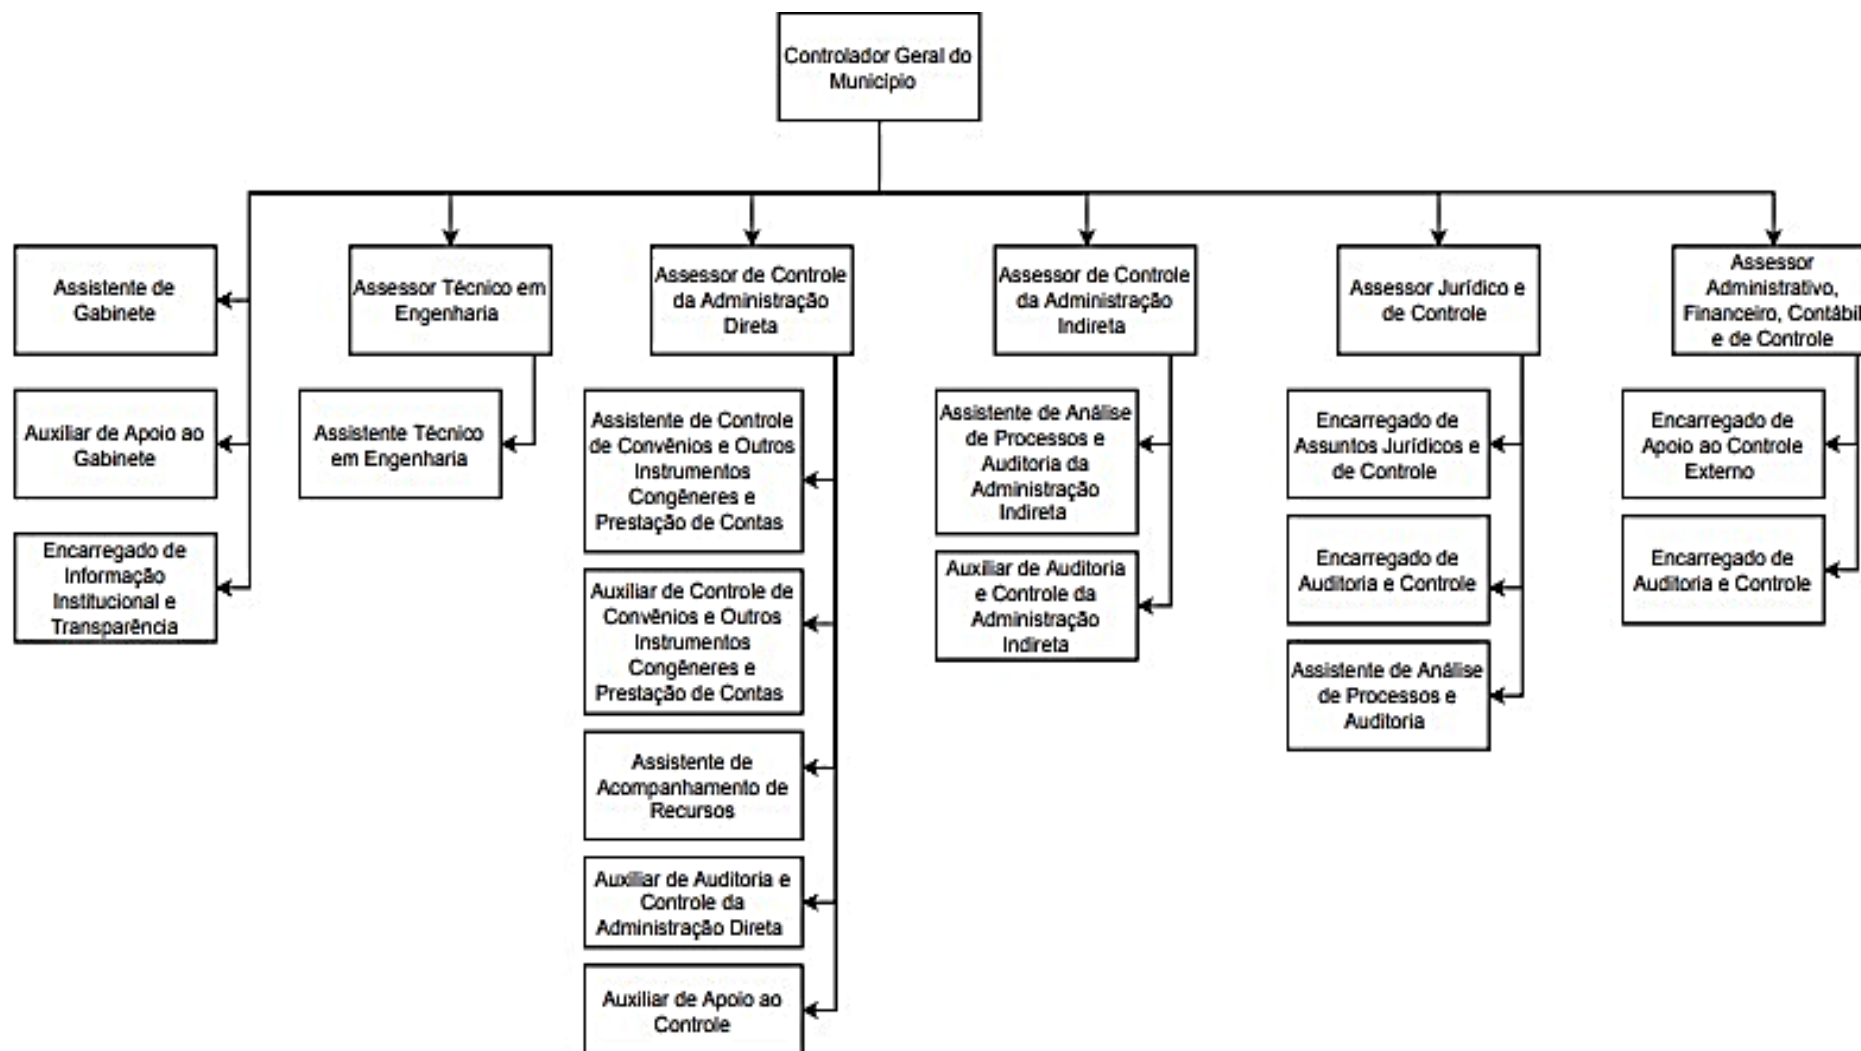 Controlador Geral do
Município
Assistente de
Gabinete
Auxiliar de Apoio ao
Gabinete
Encarregado de
Informação
Institucional e
Transparência
Assessor Técnico em
Engenharia
Assistente Técnico
em Engenharia
Assessor de Controle
da Administração
Direta
Assistente de Controle
de Convênios e Outros
Instrumentos
Congêneres e
Prestação de Contas
Auxiliar de Controle de
Convênios e Outros
Instrumentos
Congêneres e
Prestação de Contas
Assistente de
Acompanhamento de
Recursos
Auxiliar de Auditoria e
Controle da
Administração Direta
Auxiliar de Apoio ao
Controle
Assessor de Controle
da Administração
Indireta
Assistente de Análise
de Processos e
Auditoria da
Administração
Indireta
Auxiliar de Auditoria
e Controle da
Administração
Indireta
Assessor Jurídico e
de Controle
Encarregado de
Assuntos Jurídicos e
de Controle
Encarregado de
Auditoria e Controle
Assistente de Análise
de Processos e
Auditoria
Assessor
Administrativo,
Financeiro, Contábil
e de Controle
Encarregado de
Apoio ao Controle
Externo
Encarregado de
Auditoria e Controle